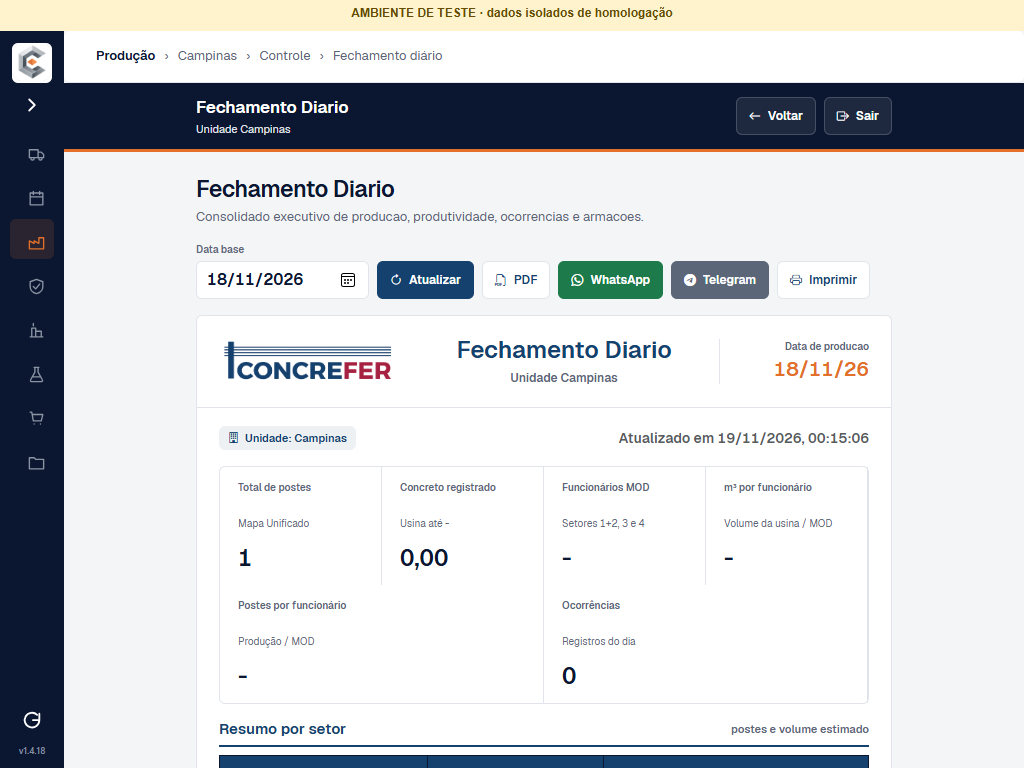 AMBIENTE DE TESTE · dados isolados de homologação
Produção › Campinas › Controle › Fechamento diário
Fechamento Diario
Unidade Campinas
← Voltar
Sair
Fechamento Diario
Consolidado executivo de producao, produtividade, ocorrencias e armacoes.
Data base
18/11/2026
Atualizar
PDF
WhatsApp
Telegram
Imprimir
CONCREFER
Fechamento Diario
Unidade Campinas
Data de producao
18/11/26
Unidade: Campinas
Atualizado em 19/11/2026, 00:15:06
Total de postes
Mapa Unificado
1
Concreto registrado
Usina até -
0,00
Funcionários MOD
Setores 1+2, 3 e 4
-
m³ por funcionário
Volume da usina / MOD
-
Postes por funcionário
Produção / MOD
-
Ocorrências
Registros do dia
0
Resumo por setor
postes e volume estimado
v1.4.18